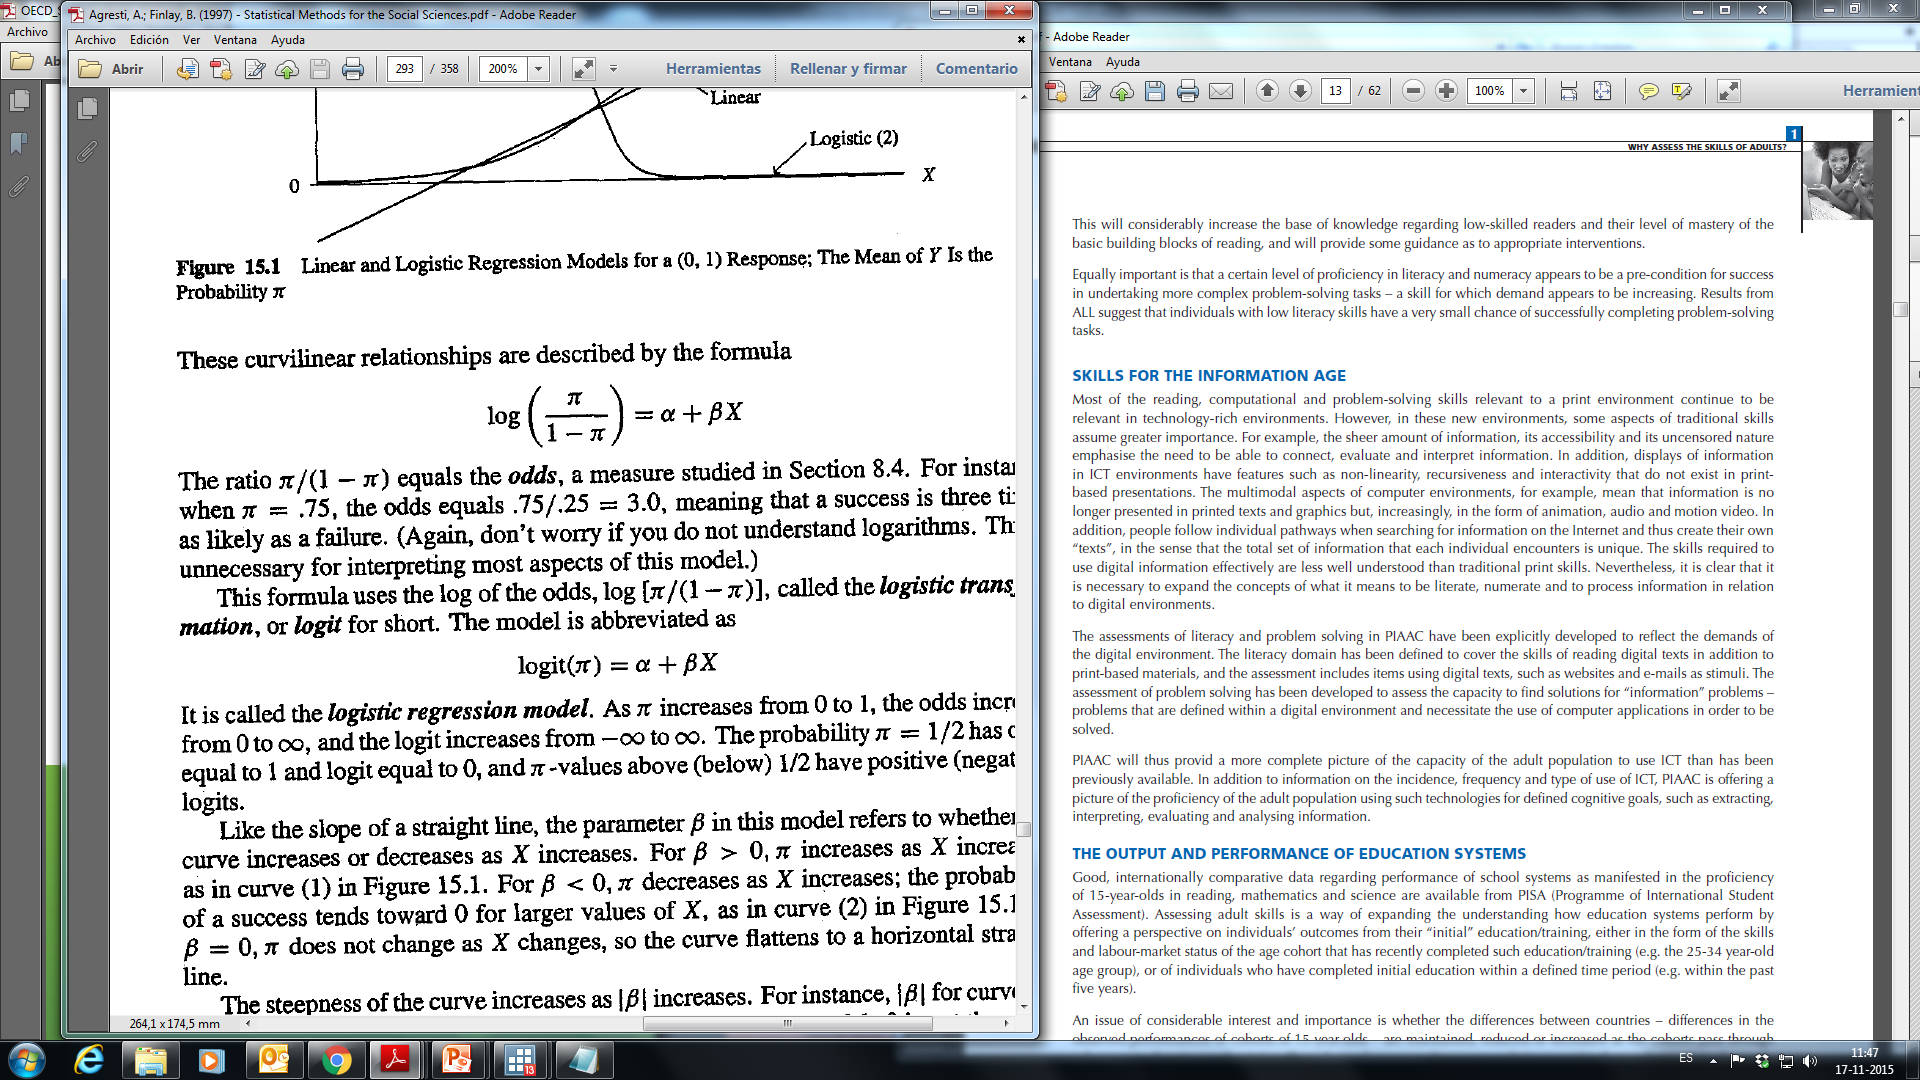 OECD_S
Archivo
Ab
Agresti, A.; Finlay, B. (1997) - Statistical Methods for the Social Sciences.pdf - Adobe Reader
Archivo Edición Ver Ventana Ayuda
Abrir 293 / 358 200% Herramientas Rellenar y firmar Comentario
Linear
Logistic (2)
0
X
Figure 15.1 Linear and Logistic Regression Models for a (0, 1) Response; The Mean of Y Is the
Probability π
These curvilinear relationships are described by the formula
log ( π / 1 − π ) = α + βX
The ratio π/(1 − π) equals the odds, a measure studied in Section 8.4. For instan
when π = .75, the odds equals .75/.25 = 3.0, meaning that a success is three ti
as likely as a failure. (Again, don't worry if you do not understand logarithms. Th
unnecessary for interpreting most aspects of this model.)
This formula uses the log of the odds, log [π/(1 − π)], called the logistic trans
mation, or logit for short. The model is abbreviated as
logit(π) = α + βX
It is called the logistic regression model. As π increases from 0 to 1, the odds incre
from 0 to ∞, and the logit increases from −∞ to ∞. The probability π = 1/2 has o
equal to 1 and logit equal to 0, and π-values above (below) 1/2 have positive (negat
logits.
Like the slope of a straight line, the parameter β in this model refers to whether
curve increases or decreases as X increases. For β > 0, π increases as X increa
as in curve (1) in Figure 15.1. For β < 0, π decreases as X increases; the probab
of a success tends toward 0 for larger values of X, as in curve (2) in Figure 15.1
β = 0, π does not change as X changes, so the curve flattens to a horizontal stra
line.
The steepness of the curve increases as |β| increases. For instance, |β| for curve
264,1 x 174,5 mm
f - Adobe Reader
Ventana Ayuda
13 / 62 100% Herramient
1
WHY ASSESS THE SKILLS OF ADULTS?
This will considerably increase the base of knowledge regarding low-skilled readers and their level of mastery of the
basic building blocks of reading, and will provide some guidance as to appropriate interventions.
Equally important is that a certain level of proficiency in literacy and numeracy appears to be a pre-condition for success
in undertaking more complex problem-solving tasks – a skill for which demand appears to be increasing. Results from
ALL suggest that individuals with low literacy skills have a very small chance of successfully completing problem-solving
tasks.
SKILLS FOR THE INFORMATION AGE
Most of the reading, computational and problem-solving skills relevant to a print environment continue to be
relevant in technology-rich environments. However, in these new environments, some aspects of traditional skills
assume greater importance. For example, the sheer amount of information, its accessibility and its uncensored nature
emphasise the need to be able to connect, evaluate and interpret information. In addition, displays of information
in ICT environments have features such as non-linearity, recursiveness and interactivity that do not exist in print-
based presentations. The multimodal aspects of computer environments, for example, mean that information is no
longer presented in printed texts and graphics but, increasingly, in the form of animation, audio and motion video. In
addition, people follow individual pathways when searching for information on the Internet and thus create their own
“texts”, in the sense that the total set of information that each individual encounters is unique. The skills required to
use digital information effectively are less well understood than traditional print skills. Nevertheless, it is clear that it
is necessary to expand the concepts of what it means to be literate, numerate and to process information in relation
to digital environments.
The assessments of literacy and problem solving in PIAAC have been explicitly developed to reflect the demands of
the digital environment. The literacy domain has been defined to cover the skills of reading digital texts in addition to
print-based materials, and the assessment includes items using digital texts, such as websites and e-mails as stimuli. The
assessment of problem solving has been developed to assess the capacity to find solutions for “information” problems –
problems that are defined within a digital environment and necessitate the use of computer applications in order to be
solved.
PIAAC will thus provid a more complete picture of the capacity of the adult population to use ICT than has been
previously available. In addition to information on the incidence, frequency and type of use of ICT, PIAAC is offering a
picture of the proficiency of the adult population using such technologies for defined cognitive goals, such as extracting,
interpreting, evaluating and analysing information.
THE OUTPUT AND PERFORMANCE OF EDUCATION SYSTEMS
Good, internationally comparative data regarding performance of school systems as manifested in the proficiency
of 15-year-olds in reading, mathematics and science are available from PISA (Programme of International Student
Assessment). Assessing adult skills is a way of expanding the understanding how education systems perform by
offering a perspective on individuals’ outcomes from their “initial” education/training, either in the form of the skills
and labour-market status of the age cohort that has recently completed such education/training (e.g. the 25-34 year-old
age group), or of individuals who have completed initial education within a defined time period (e.g. within the past
five years).
An issue of considerable interest and importance is whether the differences between countries – differences in the
observed performances of cohorts of 15-year-olds – are maintained, reduced or increased as the cohorts pass through
13
ES
11:47
17-11-2015